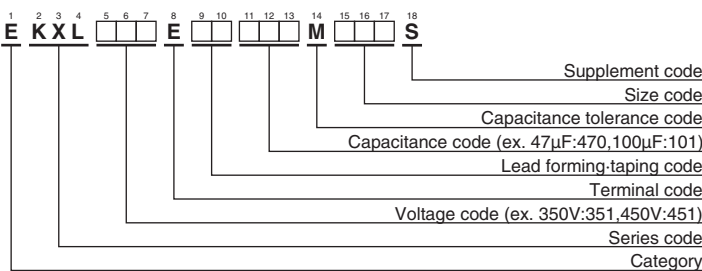 1 2 3 4 5 6 7 8 9 10 11 12 13 14 15 16 17 18
E KXL □□□ E □□ □□□ M □□□ S
Supplement code
Size code
Capacitance tolerance code
Capacitance code (ex. 47µF:470,100µF:101)
Lead forming·taping code
Terminal code
Voltage code (ex. 350V:351,450V:451)
Series code
Category